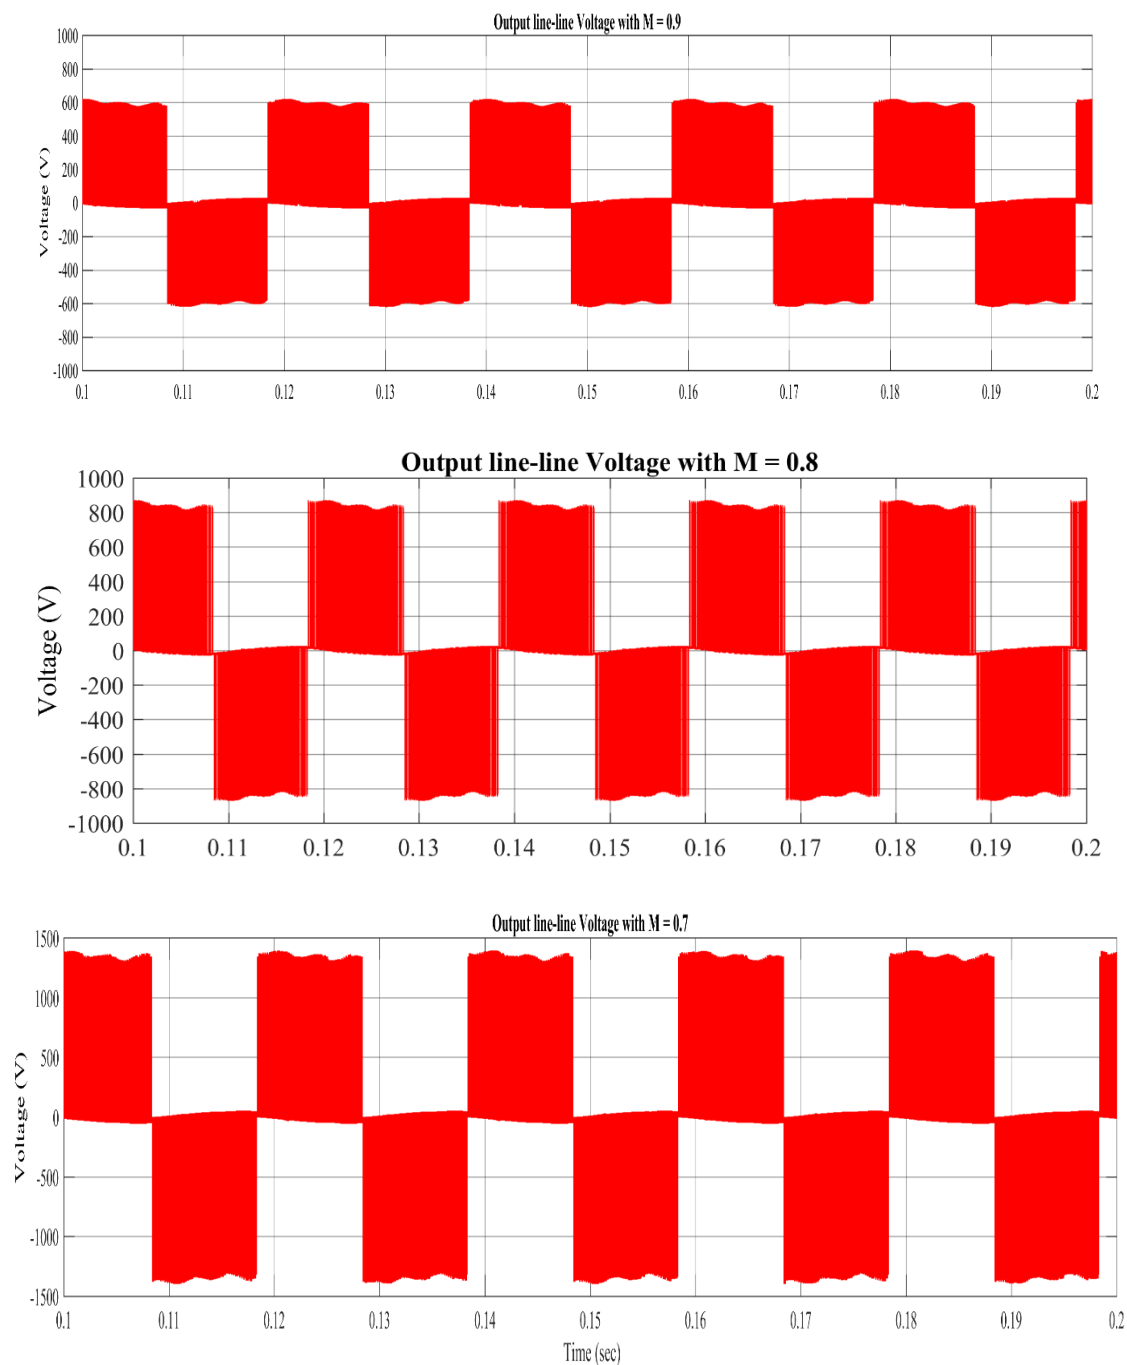 Output line-line Voltage with M = 0.9
1000
800
600
400
200
0
-200
-400
-600
-800
-1000
Voltage (V)
0.1 0.11 0.12 0.13 0.14 0.15 0.16 0.17 0.18 0.19 0.2
Output line-line Voltage with M = 0.8
1000
800
600
400
200
0
-200
-400
-600
-800
-1000
Voltage (V)
0.1 0.11 0.12 0.13 0.14 0.15 0.16 0.17 0.18 0.19 0.2
Output line-line Voltage with M = 0.7
1500
1000
500
0
-500
-1000
-1500
Voltage (V)
0.1 0.11 0.12 0.13 0.14 0.15 0.16 0.17 0.18 0.19 0.2
Time (sec)